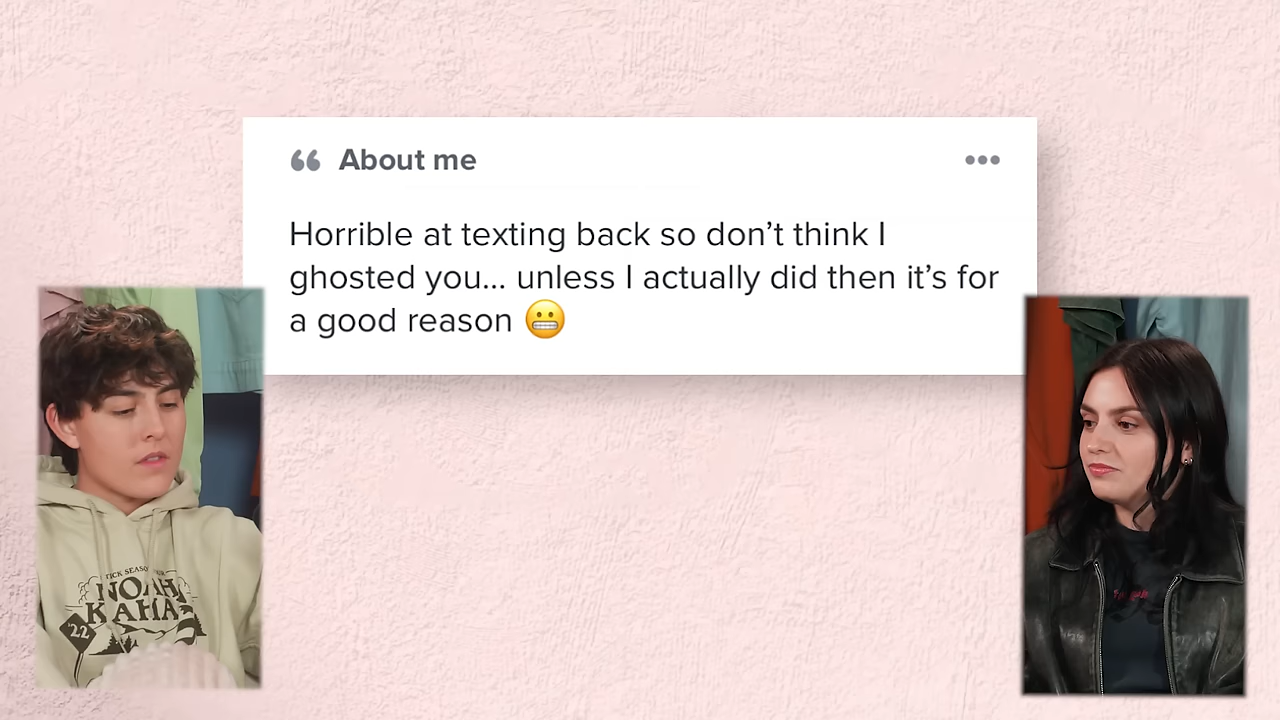 About me
Horrible at texting back so don’t think I
ghosted you... unless I actually did then it’s for
a good reason 😬
NOAH
'22